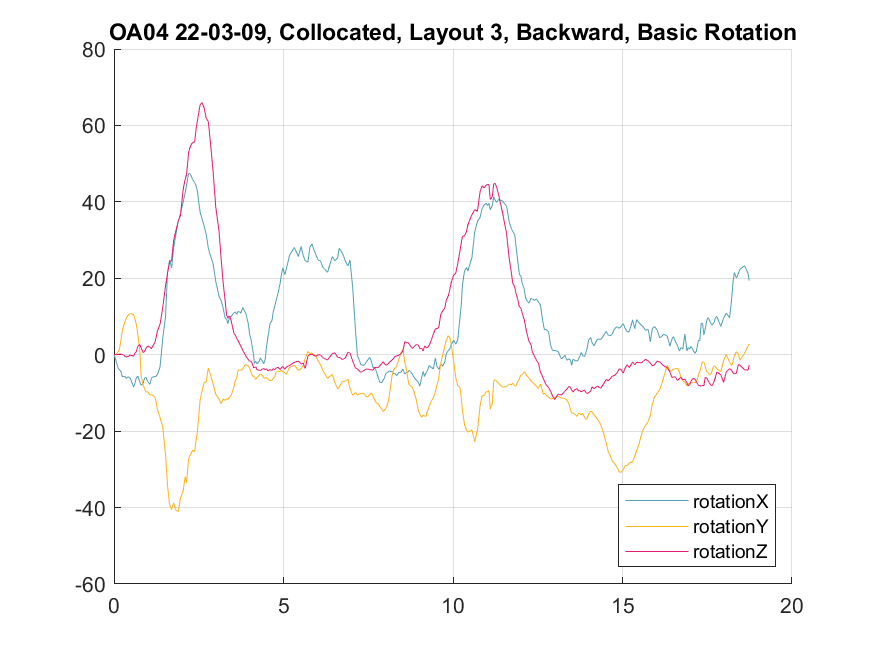 OA04 22-03-09, Collocated, Layout 3, Backward, Basic Rotation
80
60
40
20
0
-20
-40
-60
0 5 10 15 20
rotationX
rotationY
rotationZ